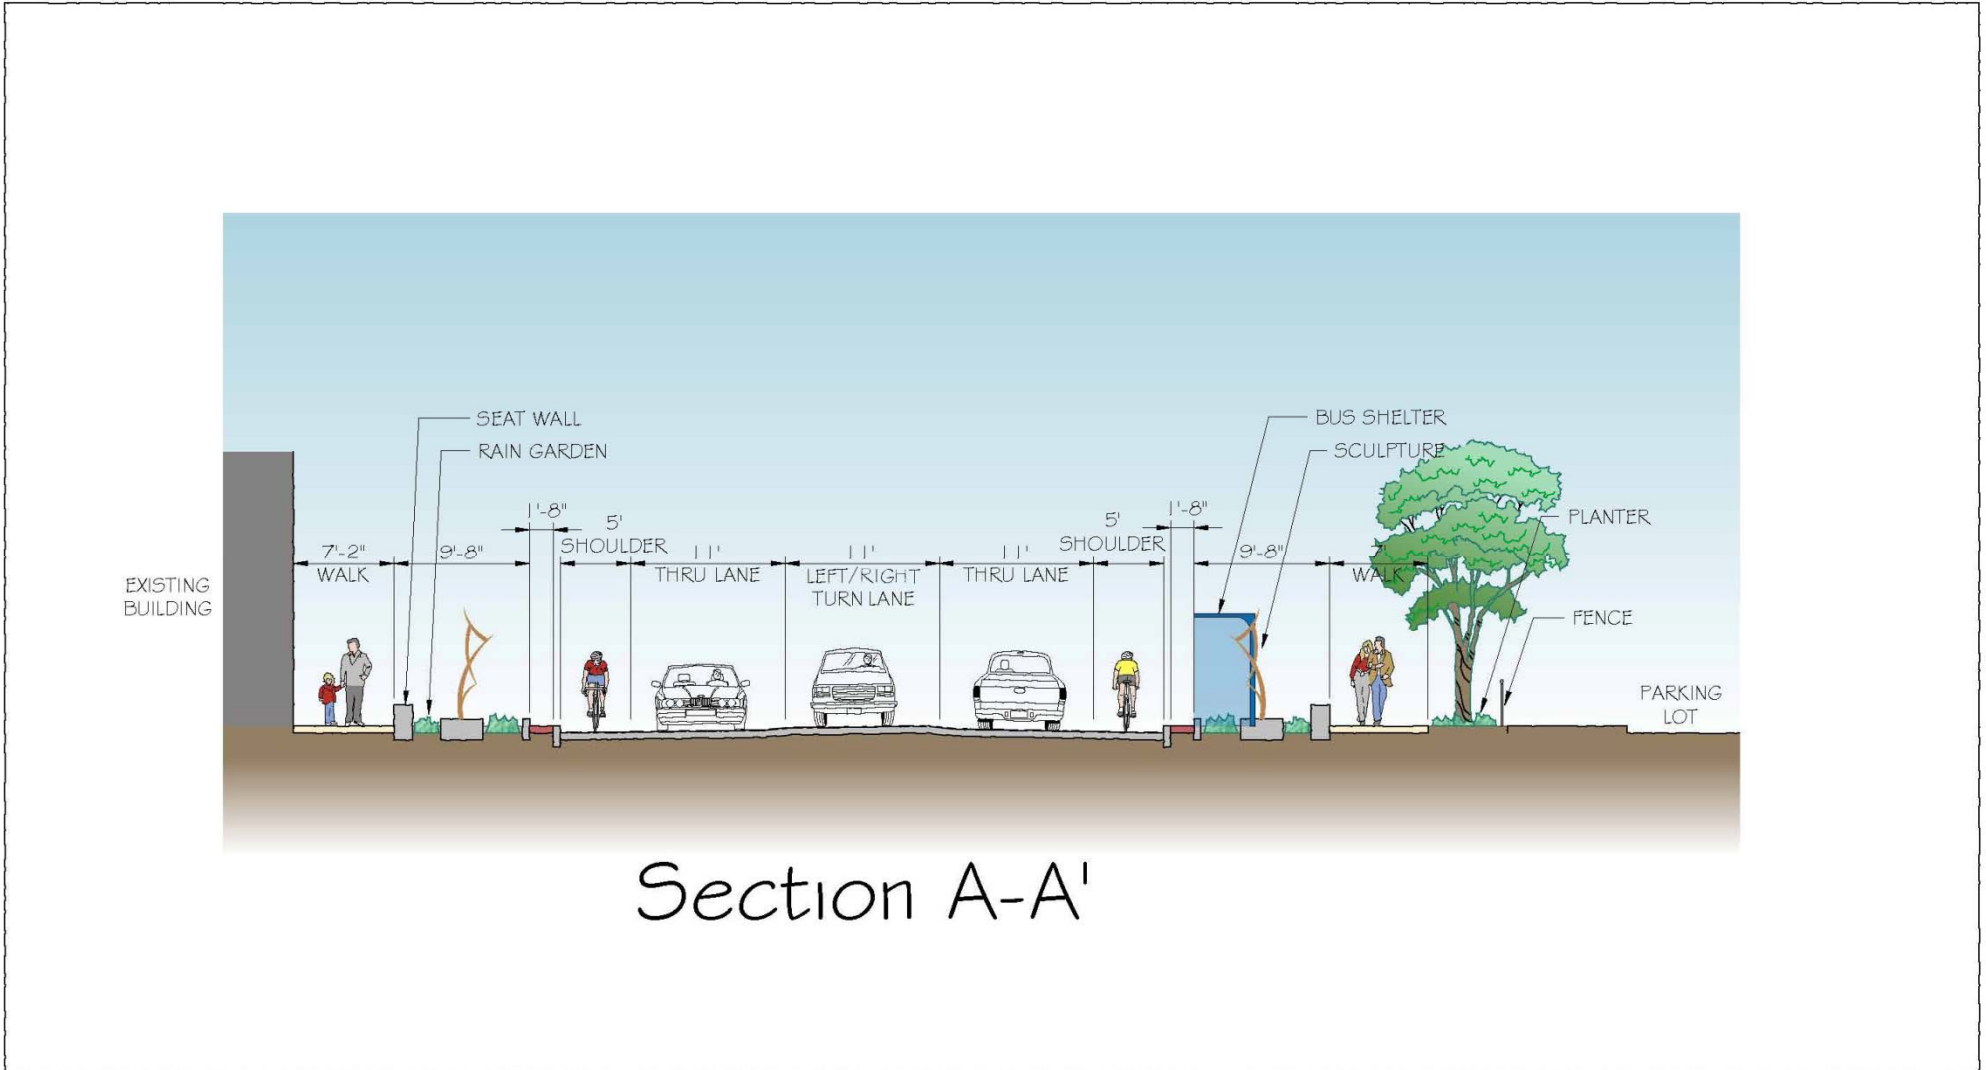 SEAT WALL
RAIN GARDEN
BUS SHELTER
SCULPTURE
PLANTER
FENCE
1'-8"
5'
SHOULDER
1'-8"
5'
SHOULDER
7'-2"
WALK
9'-8"
11'
THRU LANE
11'
LEFT/RIGHT
TURN LANE
11'
THRU LANE
9'-8"
WALK
EXISTING
BUILDING
PARKING
LOT
Section A-A'